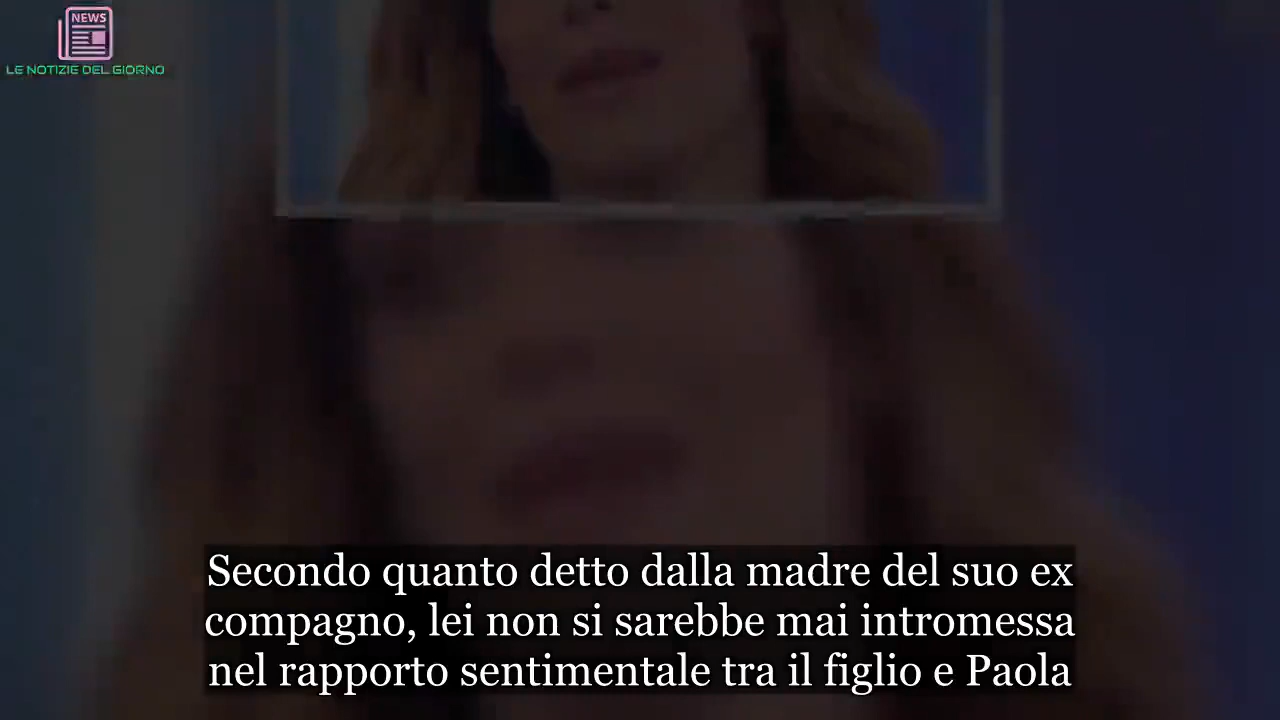 NEWS
LE NOTIZIE DEL GIORNO
Secondo quanto detto dalla madre del suo ex
compagno, lei non si sarebbe mai intromessa
nel rapporto sentimentale tra il figlio e Paola